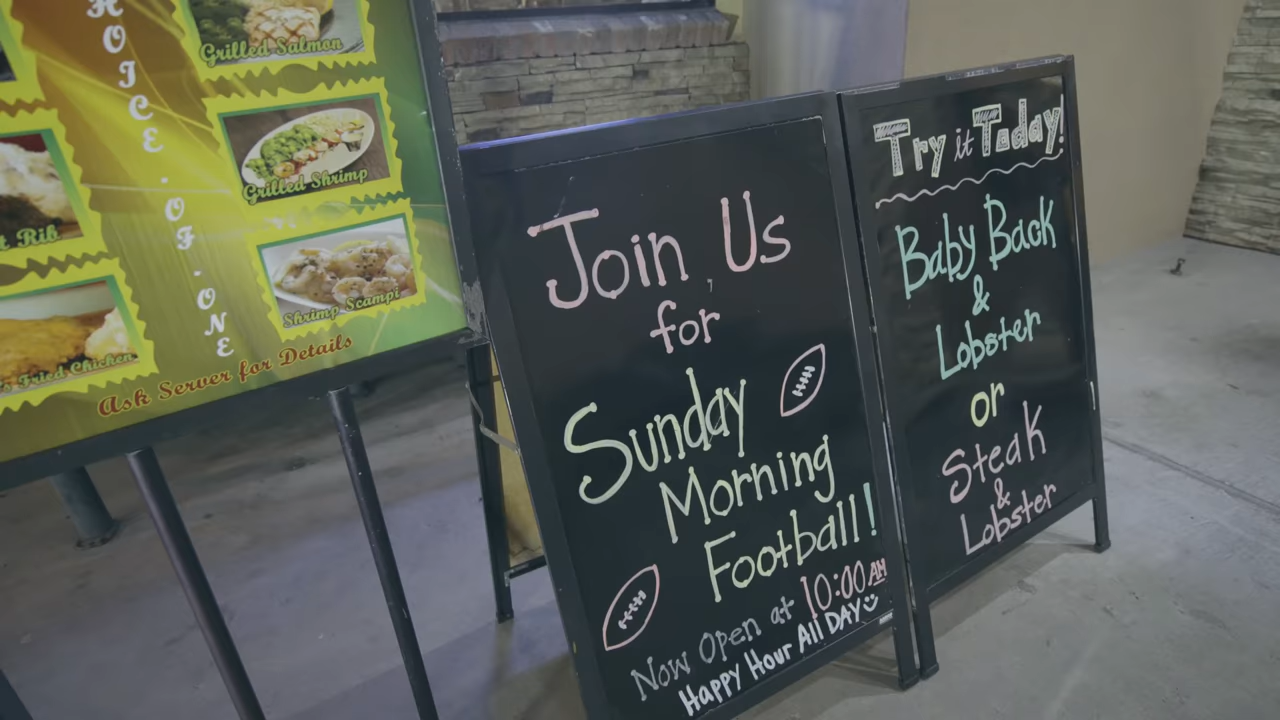 Grilled Salmon
Grilled Shrimp
Shrimp Scampi
Rib
Fried Chicken
OF
ONE
Ask Server for Details
Join Us
for
Sunday
Morning
Football!
Now Open at 10:00 AM
Happy Hour All DAY
Try it Today!
Baby Back
&
Lobster
or
Steak
&
Lobster